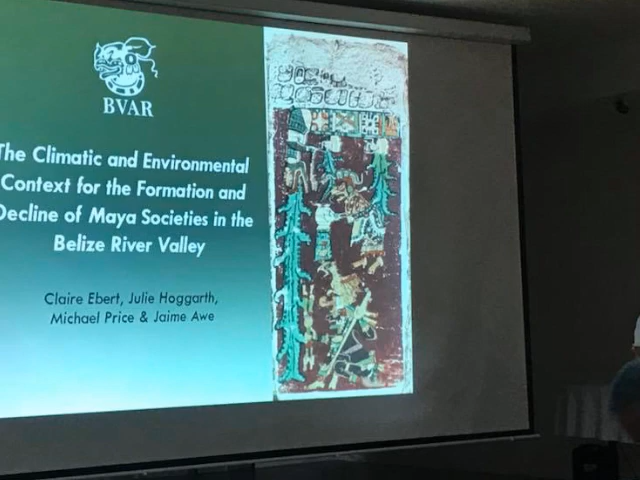 BVAR
The Climatic and Environmental
Context for the Formation and
Decline of Maya Societies in the
Belize River Valley
Claire Ebert, Julie Hoggarth,
Michael Price & Jaime Awe